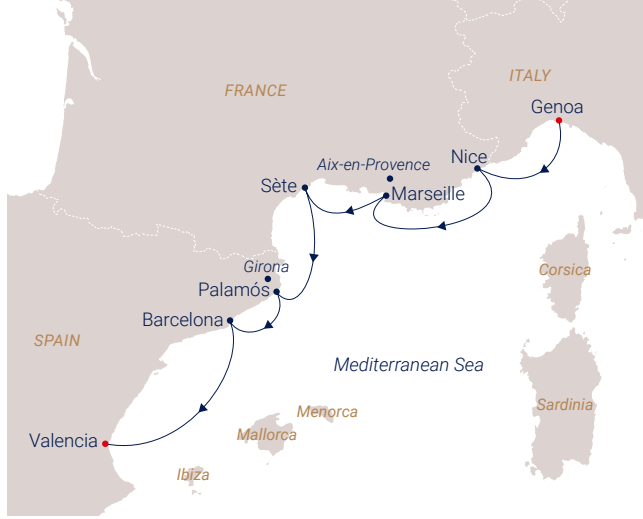 ITALY
FRANCE
Genoa
Nice
Aix-en-Provence
Sète
Marseille
Girona
Corsica
Palamós
Barcelona
SPAIN
Mediterranean Sea
Sardinia
Menorca
Mallorca
Valencia
Ibiza